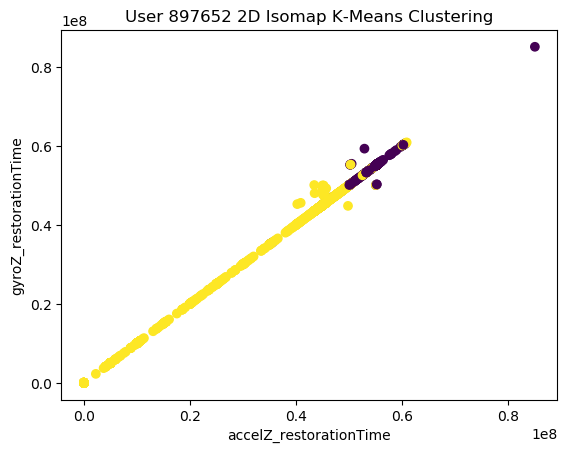 User 897652 2D Isomap K-Means Clustering
1e8
0.8
0.6
0.4
0.2
0.0
gyroZ_restorationTime
0.0 0.2 0.4 0.6 0.8
1e8
accelZ_restorationTime